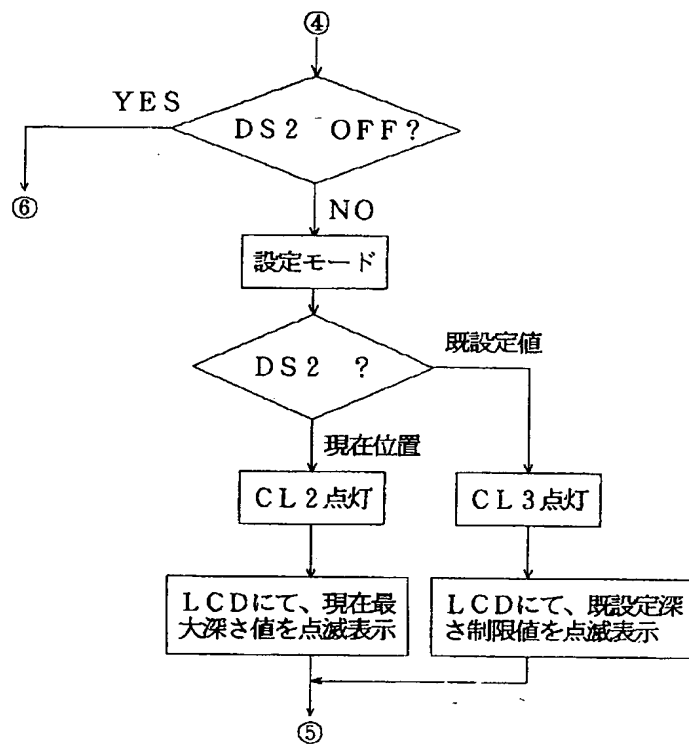 ④
YES
DS2 OFF?
⑥
NO
設定モード
DS2 ?
既設定値
現在位置
CL2点灯
CL3点灯
LCDにて、現在最
大深さ値を点滅表示
LCDにて、既設定深
さ制限値を点滅表示
⑤